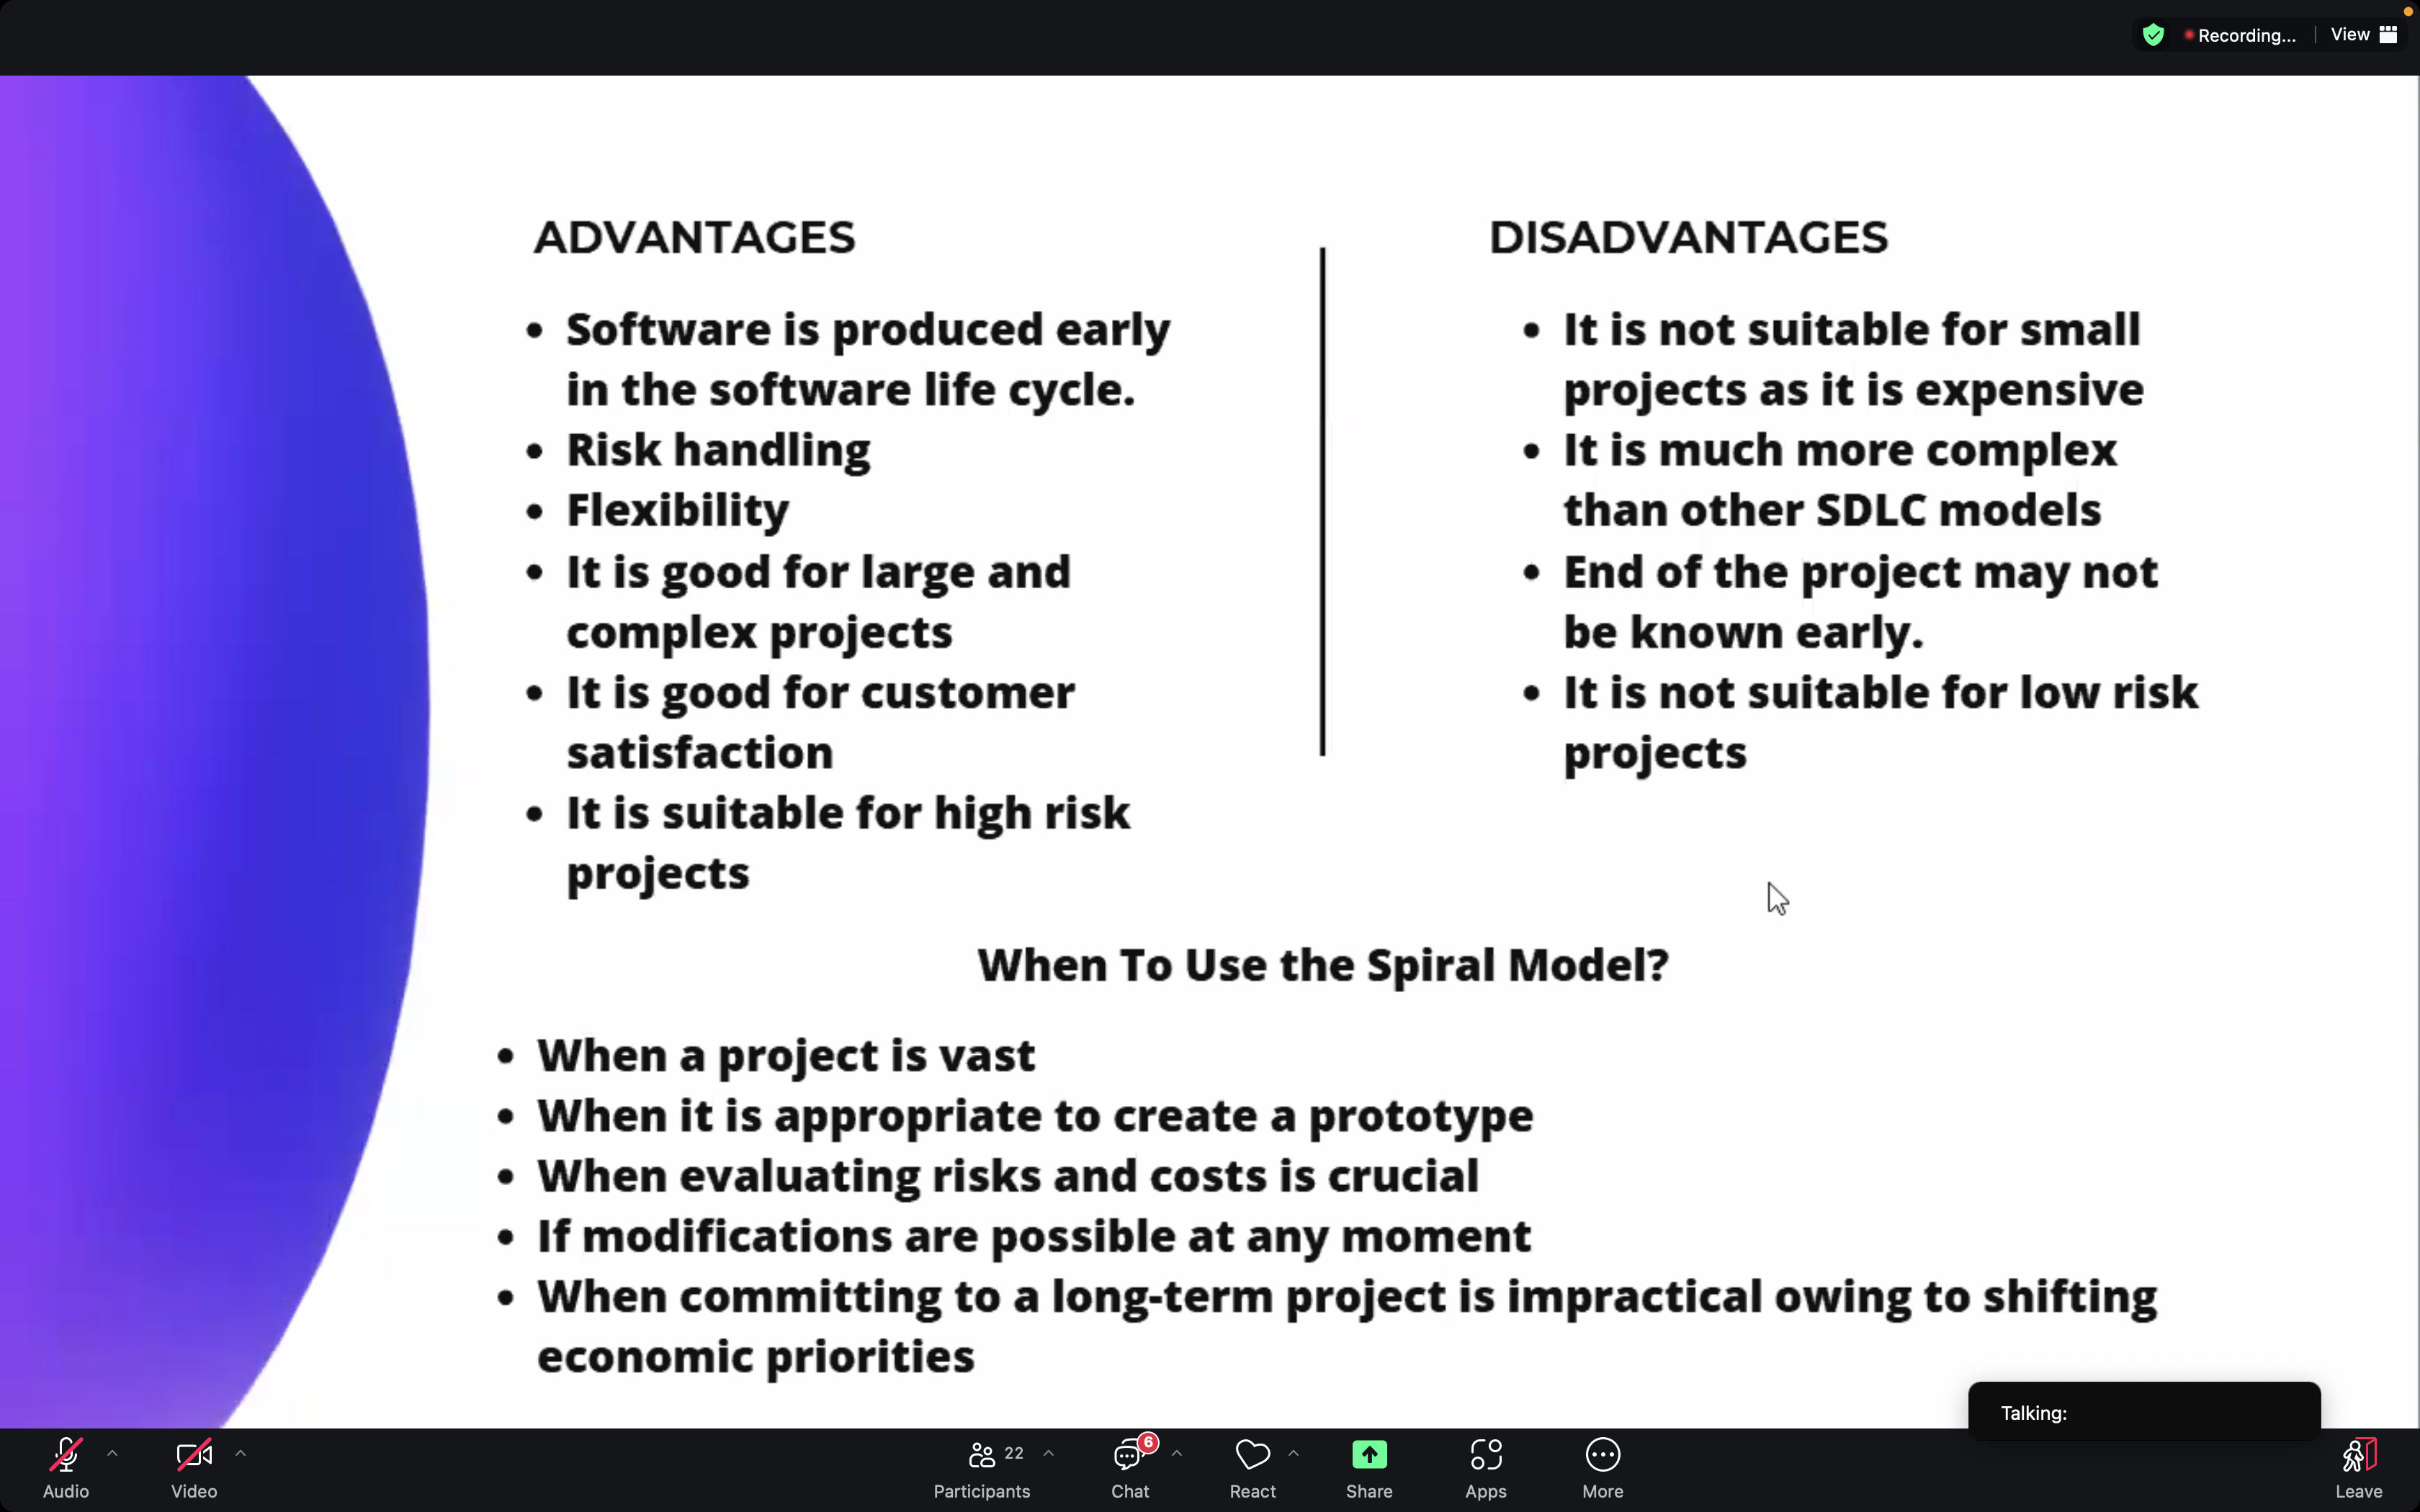 Recording...
View
ADVANTAGES
• Software is produced early
in the software life cycle.
• Risk handling
• Flexibility
• It is good for large and
complex projects
• It is good for customer
satisfaction
• It is suitable for high risk
projects
DISADVANTAGES
• It is not suitable for small
projects as it is expensive
• It is much more complex
than other SDLC models
• End of the project may not
be known early.
• It is not suitable for low risk
projects
When To Use the Spiral Model?
• When a project is vast
• When it is appropriate to create a prototype
• When evaluating risks and costs is crucial
• If modifications are possible at any moment
• When committing to a long-term project is impractical owing to shifting
economic priorities
Talking:
22
6
Audio
Video
Participants
Chat
React
Share
Apps
More
Leave